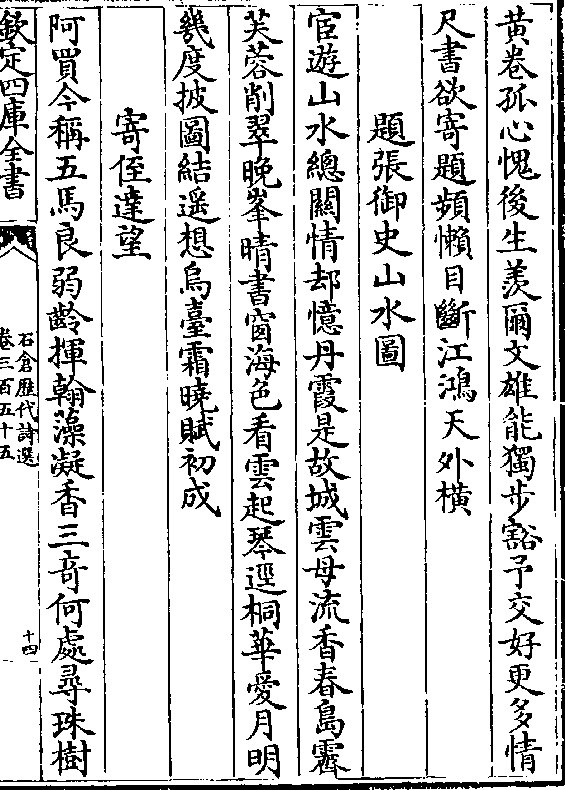 黄卷孤心愧後生羨爾文雄能獨步豁予交好更多情
尺書欲寄題頻懶目斷江鴻天外橫
題張御史山水圖
宦遊山水總關情却憶丹霞是故城雲母流香春島霽
芙蓉削翠晚峯晴書窗海色看雲起琴逕桐華愛月明
幾度披圖結遥想烏臺霜曉賦初成
寄侄達望
阿買今稱五馬良弱齡揮翰藻凝香三竒何處尋珠樹
欽定四庫全書
石倉歴代詩選
卷三百五十五
十四